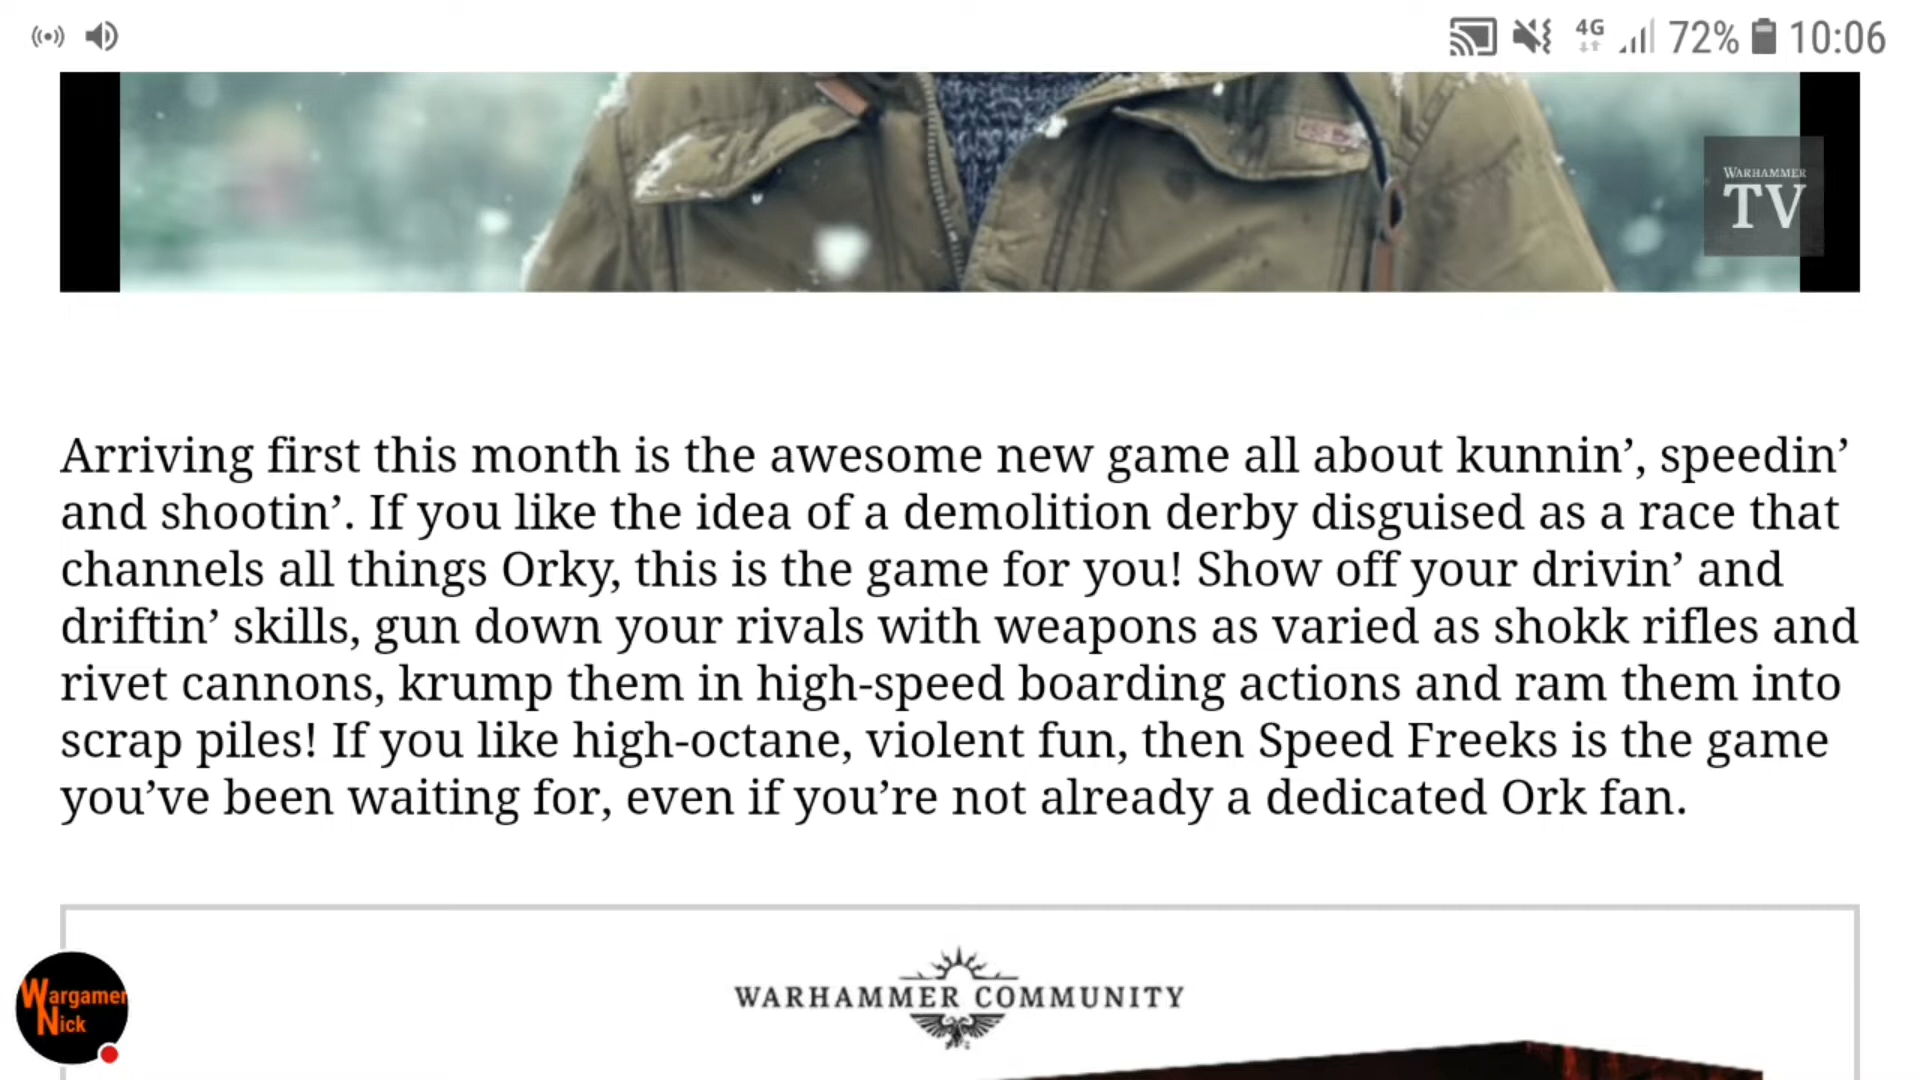 4G 72% 10:06
WARHAMMER
TV
Arriving first this month is the awesome new game all about kunnin’, speedin’
and shootin’. If you like the idea of a demolition derby disguised as a race that
channels all things Orky, this is the game for you! Show off your drivin’ and
driftin’ skills, gun down your rivals with weapons as varied as shokk rifles and
rivet cannons, krump them in high-speed boarding actions and ram them into
scrap piles! If you like high-octane, violent fun, then Speed Freeks is the game
you’ve been waiting for, even if you’re not already a dedicated Ork fan.
WARHAMMER COMMUNITY
Wargamer
Nick